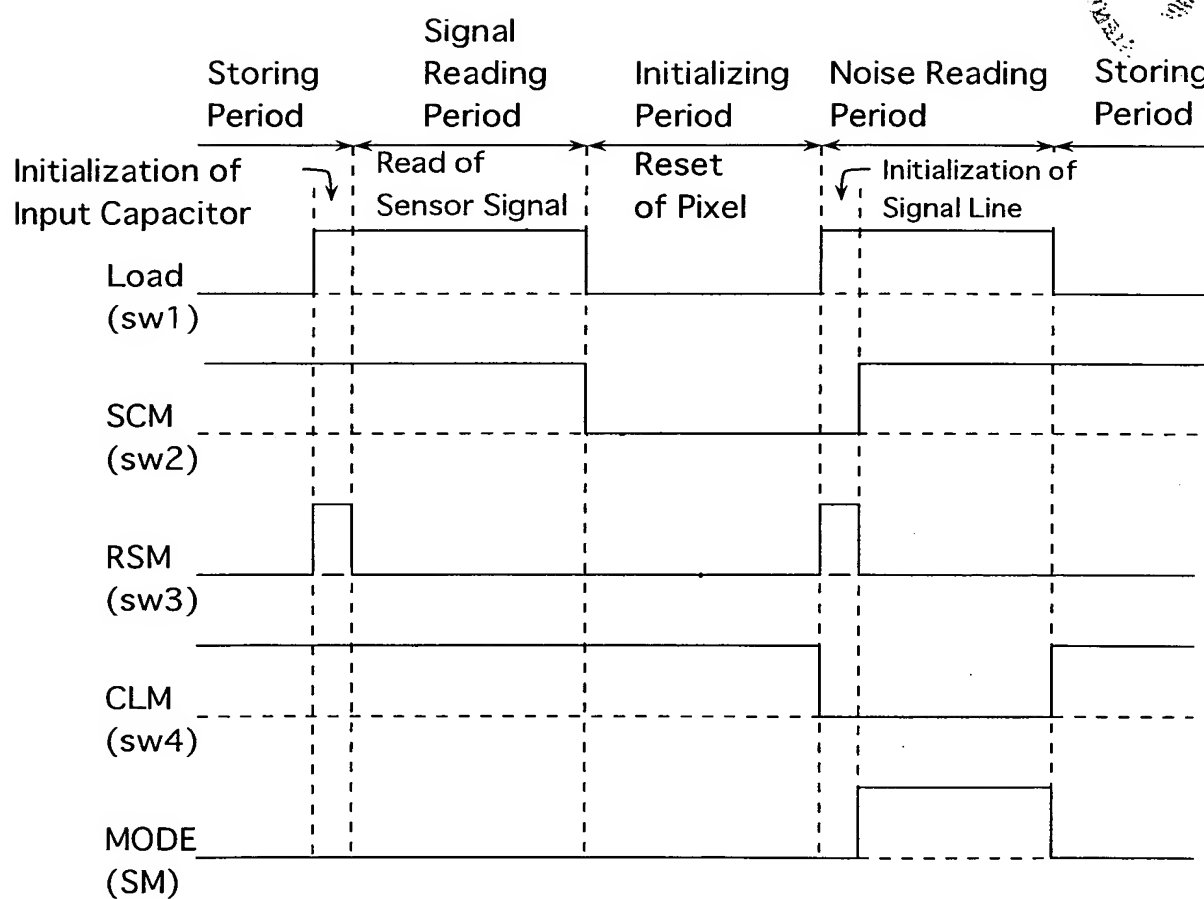 Storing
Period
Signal
Reading
Period
Initializing
Period
Noise Reading
Period
Storing
Period
Initialization of
Input Capacitor
Read of
Sensor Signal
Reset
of Pixel
Initialization of
Signal Line
Load
(sw1)
SCM
(sw2)
RSM
(sw3)
CLM
(sw4)
MODE
(SM)